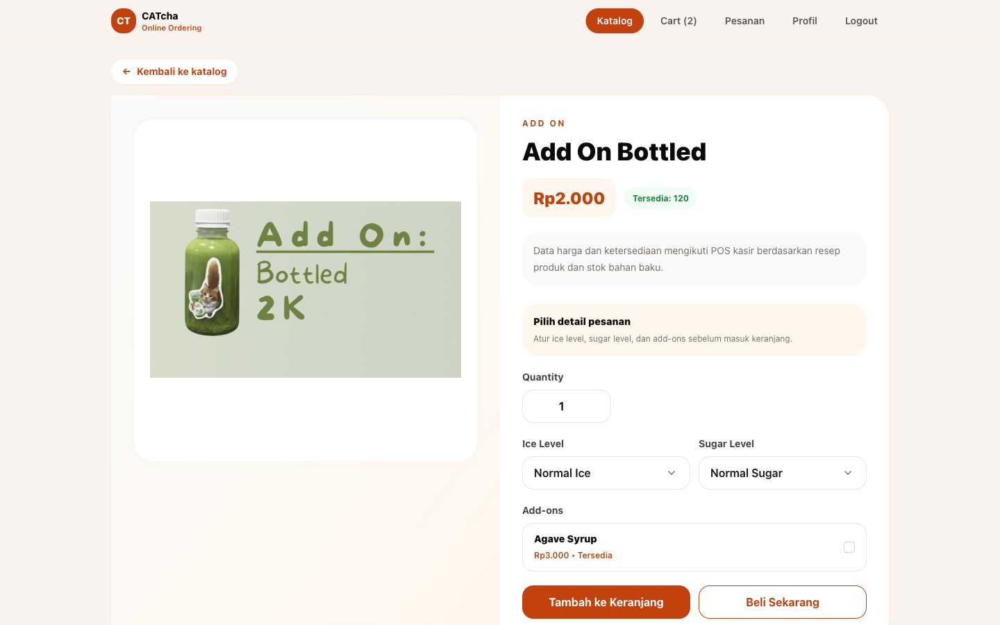 CT
CATcha
Online Ordering
Katalog
Cart (2)
Pesanan
Profil
Logout
← Kembali ke katalog
Add On:
Bottled
2K
ADD ON
Add On Bottled
Rp2.000
Tersedia: 120
Data harga dan ketersediaan mengikuti POS kasir berdasarkan resep
produk dan stok bahan baku.
Pilih detail pesanan
Atur ice level, sugar level, dan add-ons sebelum masuk keranjang.
Quantity
1
Ice Level
Sugar Level
Normal Ice
Normal Sugar
Add-ons
Agave Syrup
Rp3.000 • Tersedia
Tambah ke Keranjang
Beli Sekarang